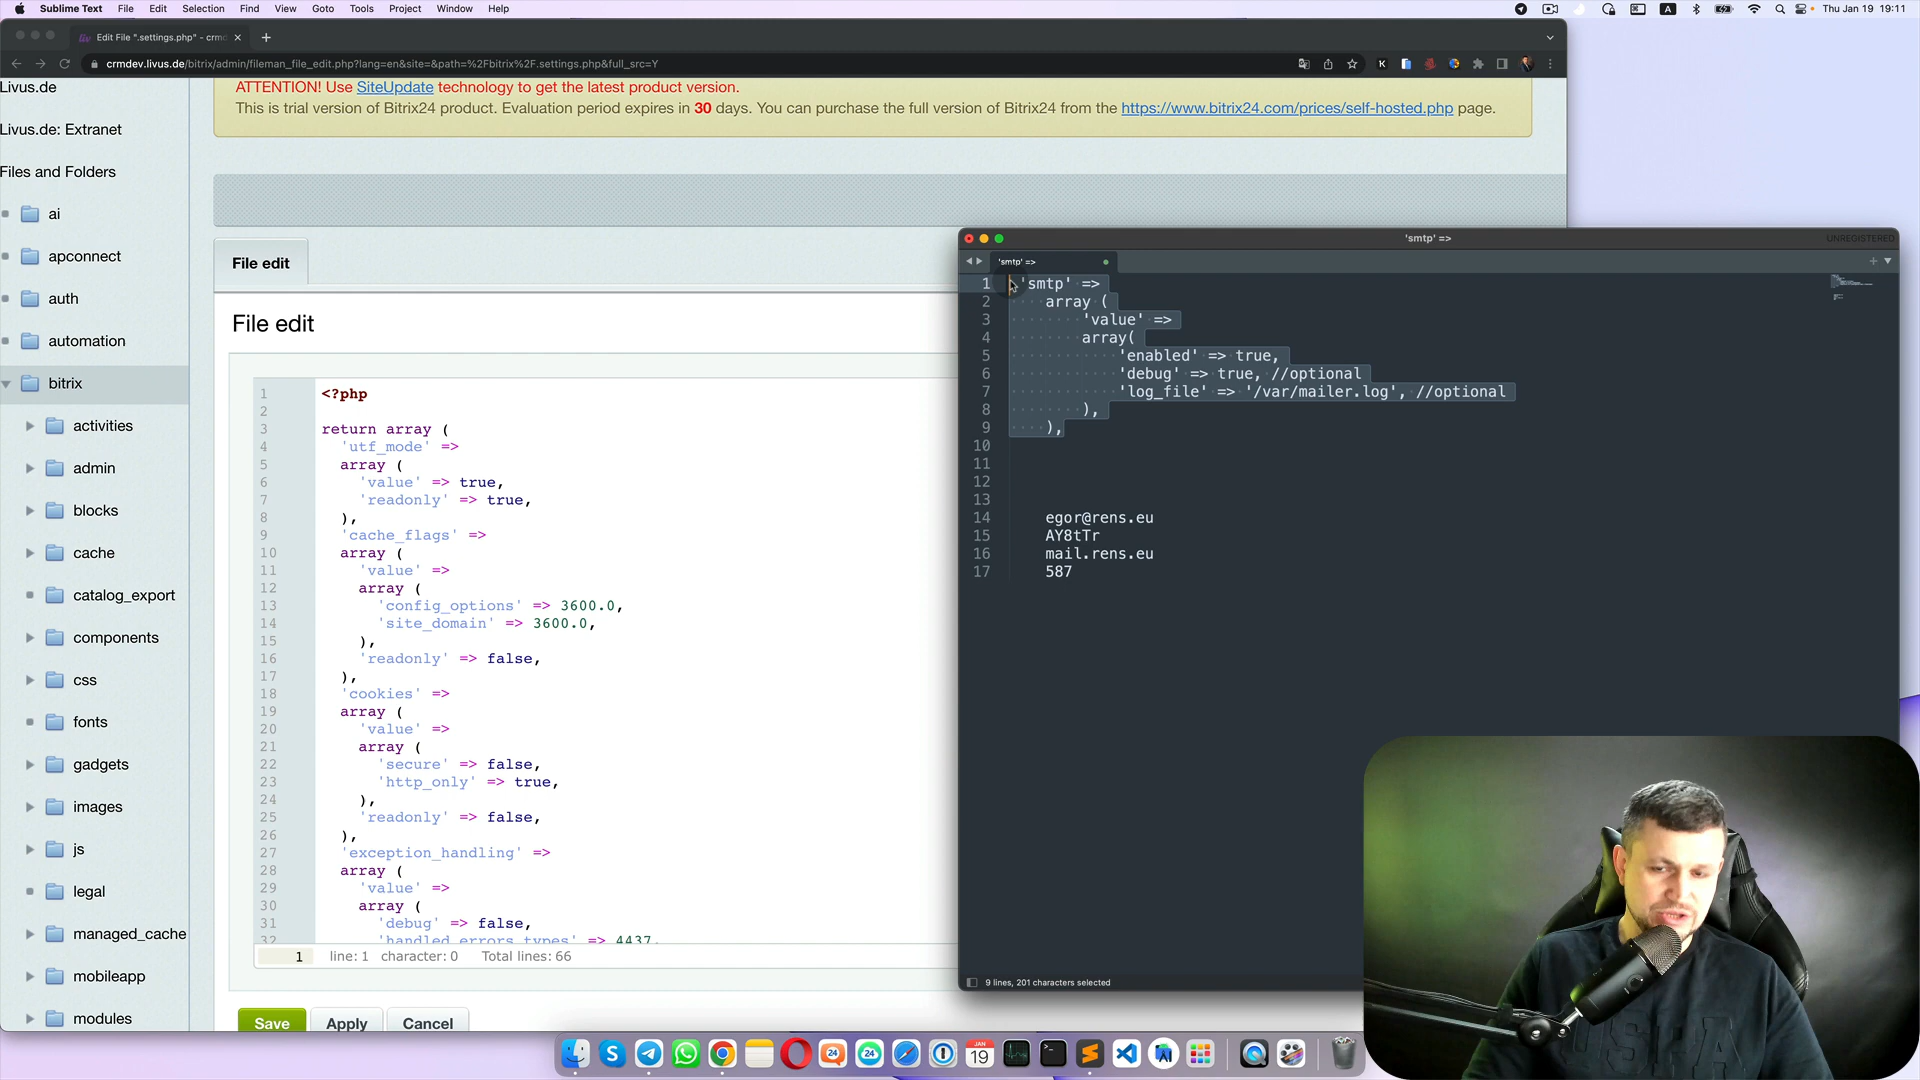 Sublime Text File Edit Selection Find View Goto Tools Project Window Help
Thu Jan 19 19:11
liv Edit File ".settings.php" - crmd
crmdev.livus.de/bitrix/admin/fileman_file_edit.php?lang=en&site=&path=%2Fbitrix%2F.settings.php&full_src=Y
Livus.de
Livus.de: Extranet
Files and Folders
ai
apconnect
auth
automation
bitrix
activities
admin
blocks
cache
catalog_export
components
css
fonts
gadgets
images
js
legal
managed_cache
mobileapp
modules
ATTENTION! Use SiteUpdate technology to get the latest product version.
This is trial version of Bitrix24 product. Evaluation period expires in 30 days. You can purchase the full version of Bitrix24 from the https://www.bitrix24.com/prices/self-hosted.php page.
File edit
File edit
1 <?php
2
3 return array (
4 'utf_mode' =>
5 array (
6 'value' => true,
7 'readonly' => true,
8 ),
9 'cache_flags' =>
10 array (
11 'value' =>
12 array (
13 'config_options' => 3600.0,
14 'site_domain' => 3600.0,
15 ),
16 'readonly' => false,
17 ),
18 'cookies' =>
19 array (
20 'value' =>
21 array (
22 'secure' => false,
23 'http_only' => true,
24 ),
25 'readonly' => false,
26 ),
27 'exception_handling' =>
28 array (
29 'value' =>
30 array (
31 'debug' => false,
32 'handled_errors_types' => 4437,
1 line: 1 character: 0 Total lines: 66
Save Apply Cancel
'smtp' =>
UNREGISTERED
'smtp' =>
1 'smtp' =>
2 array (
3 'value' =>
4 array(
5 'enabled' => true,
6 'debug' => true, //optional
7 'log_file' => '/var/mailer.log', //optional
8 ),
9 ),
10
11
12
13
14 egor@rens.eu
15 AY8tTr
16 mail.rens.eu
17 587
9 lines, 201 characters selected
JAN
19